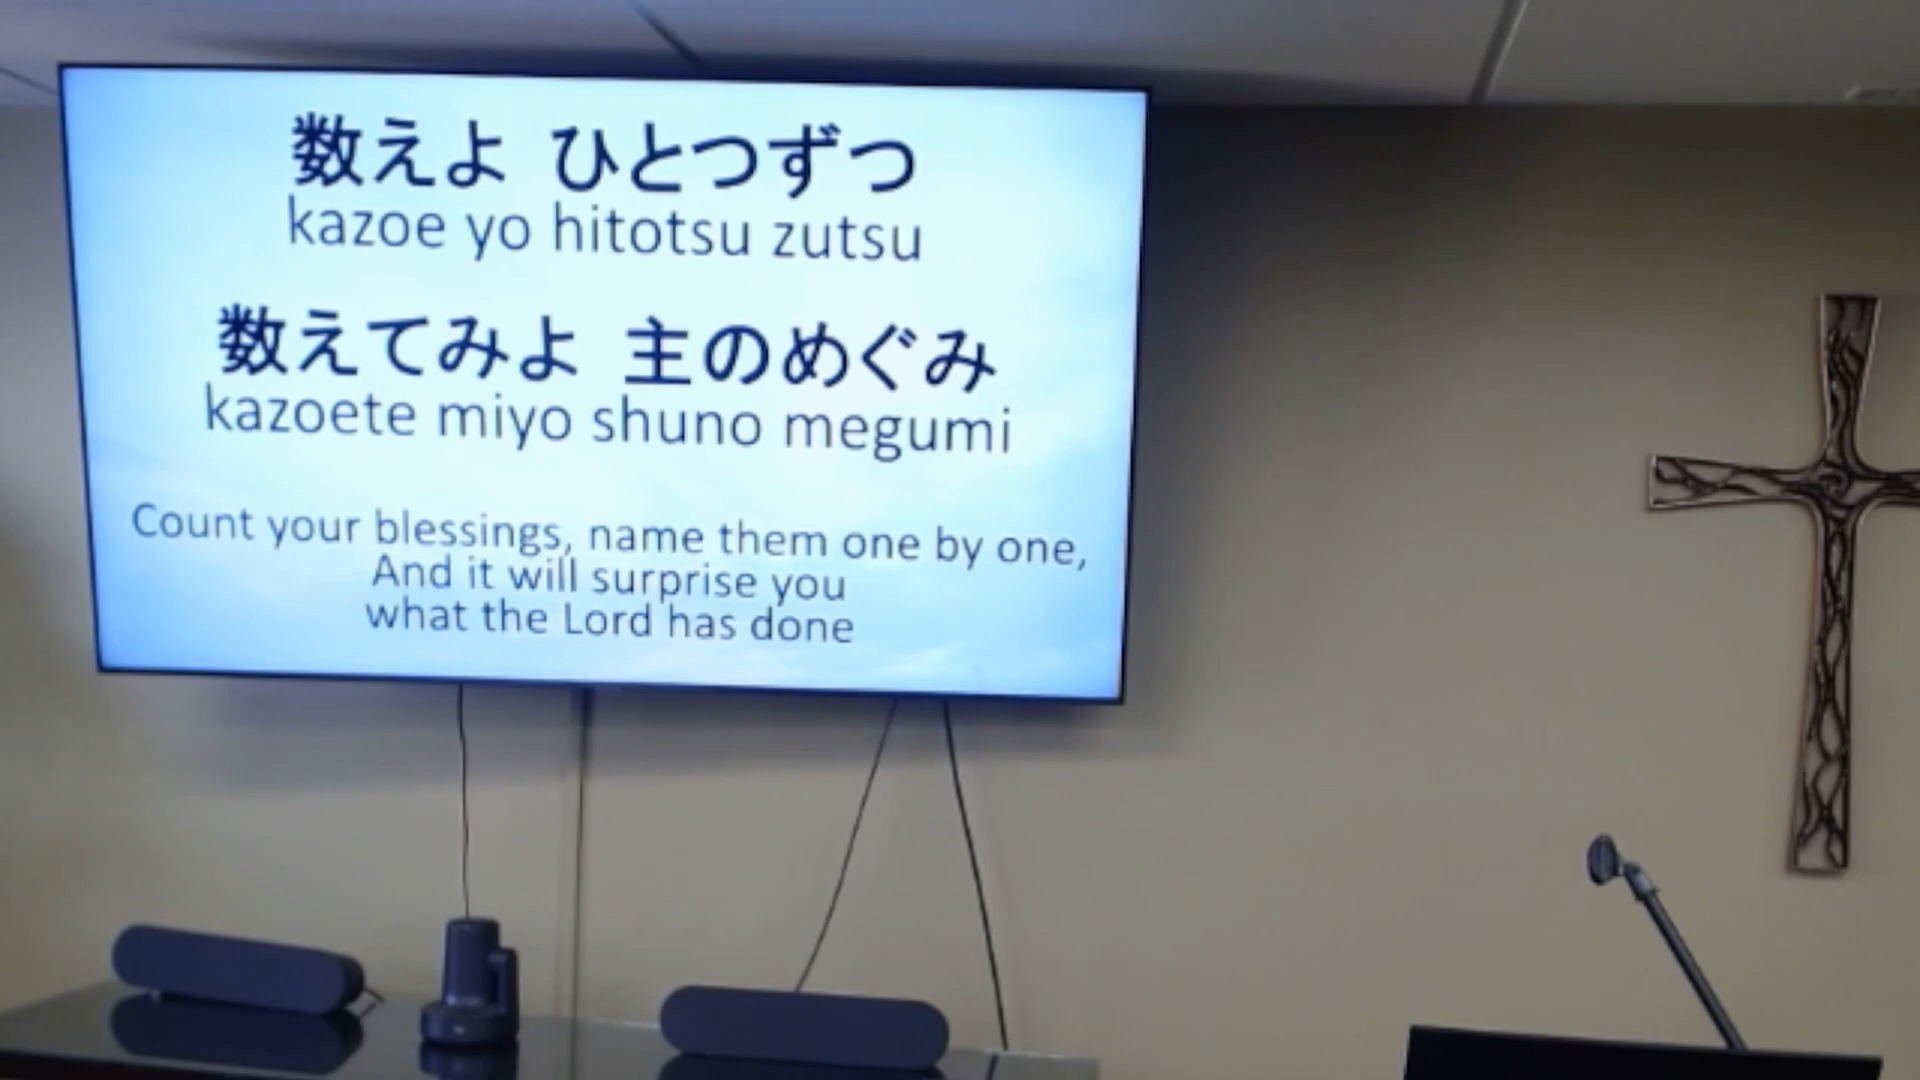 数えよ ひとつずつ
kazoe yo hitotsu zutsu
数えてみよ 主のめぐみ
kazoete miyo shuno megumi
Count your blessings, name them one by one,
And it will surprise you
what the Lord has done